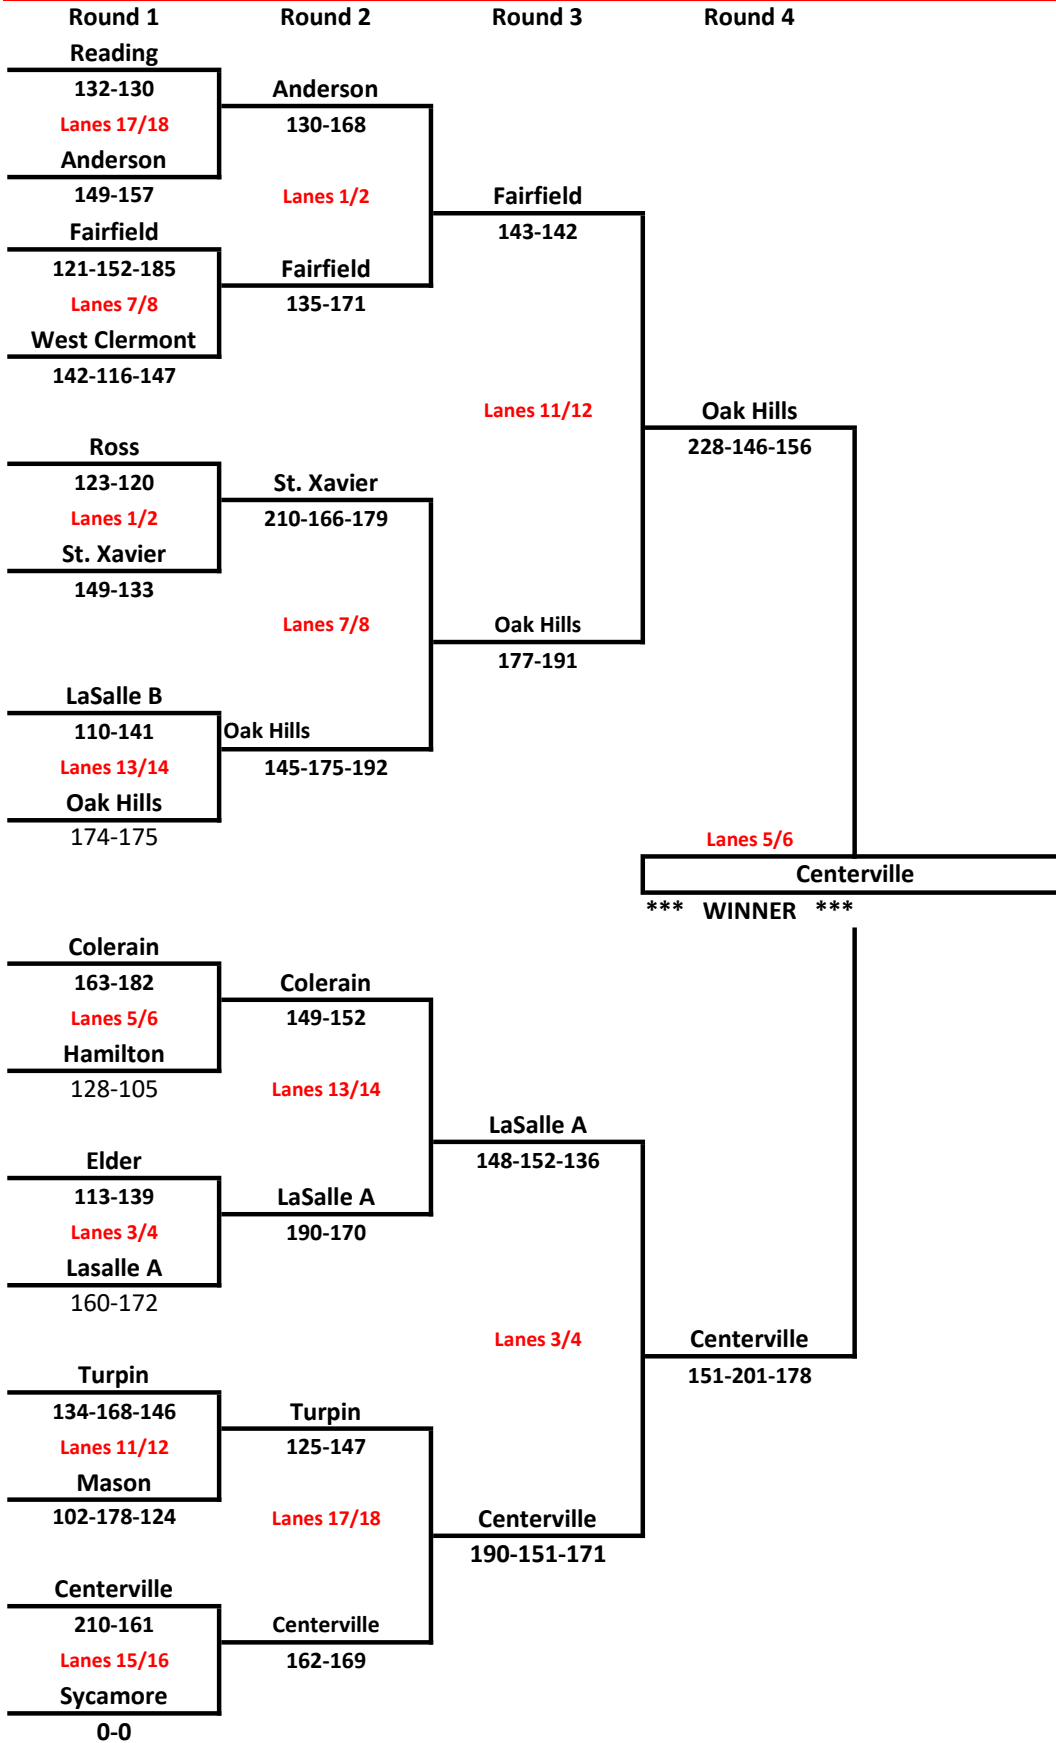 Round 1 Round 2 Round 3 Round 4
Reading
132-130 Anderson
Lanes 17/18 130-168
Anderson
149-157 Lanes 1/2 Fairfield
Fairfield 143-142
121-152-185 Fairfield
Lanes 7/8 135-171
West Clermont
142-116-147
Lanes 11/12 Oak Hills
Ross 228-146-156
123-120 St. Xavier
Lanes 1/2 210-166-179
St. Xavier
149-133
Lanes 7/8 Oak Hills
177-191
LaSalle B
110-141 Oak Hills
Lanes 13/14 145-175-192
Oak Hills
174-175 Lanes 5/6
Centerville
*** WINNER ***
Colerain
163-182 Colerain
Lanes 5/6 149-152
Hamilton
128-105 Lanes 13/14
LaSalle A
Elder 148-152-136
113-139 LaSalle A
Lanes 3/4 190-170
Lasalle A
160-172
Lanes 3/4 Centerville
Turpin 151-201-178
134-168-146 Turpin
Lanes 11/12 125-147
Mason
102-178-124 Lanes 17/18 Centerville
190-151-171
Centerville
210-161 Centerville
Lanes 15/16 162-169
Sycamore
0-0